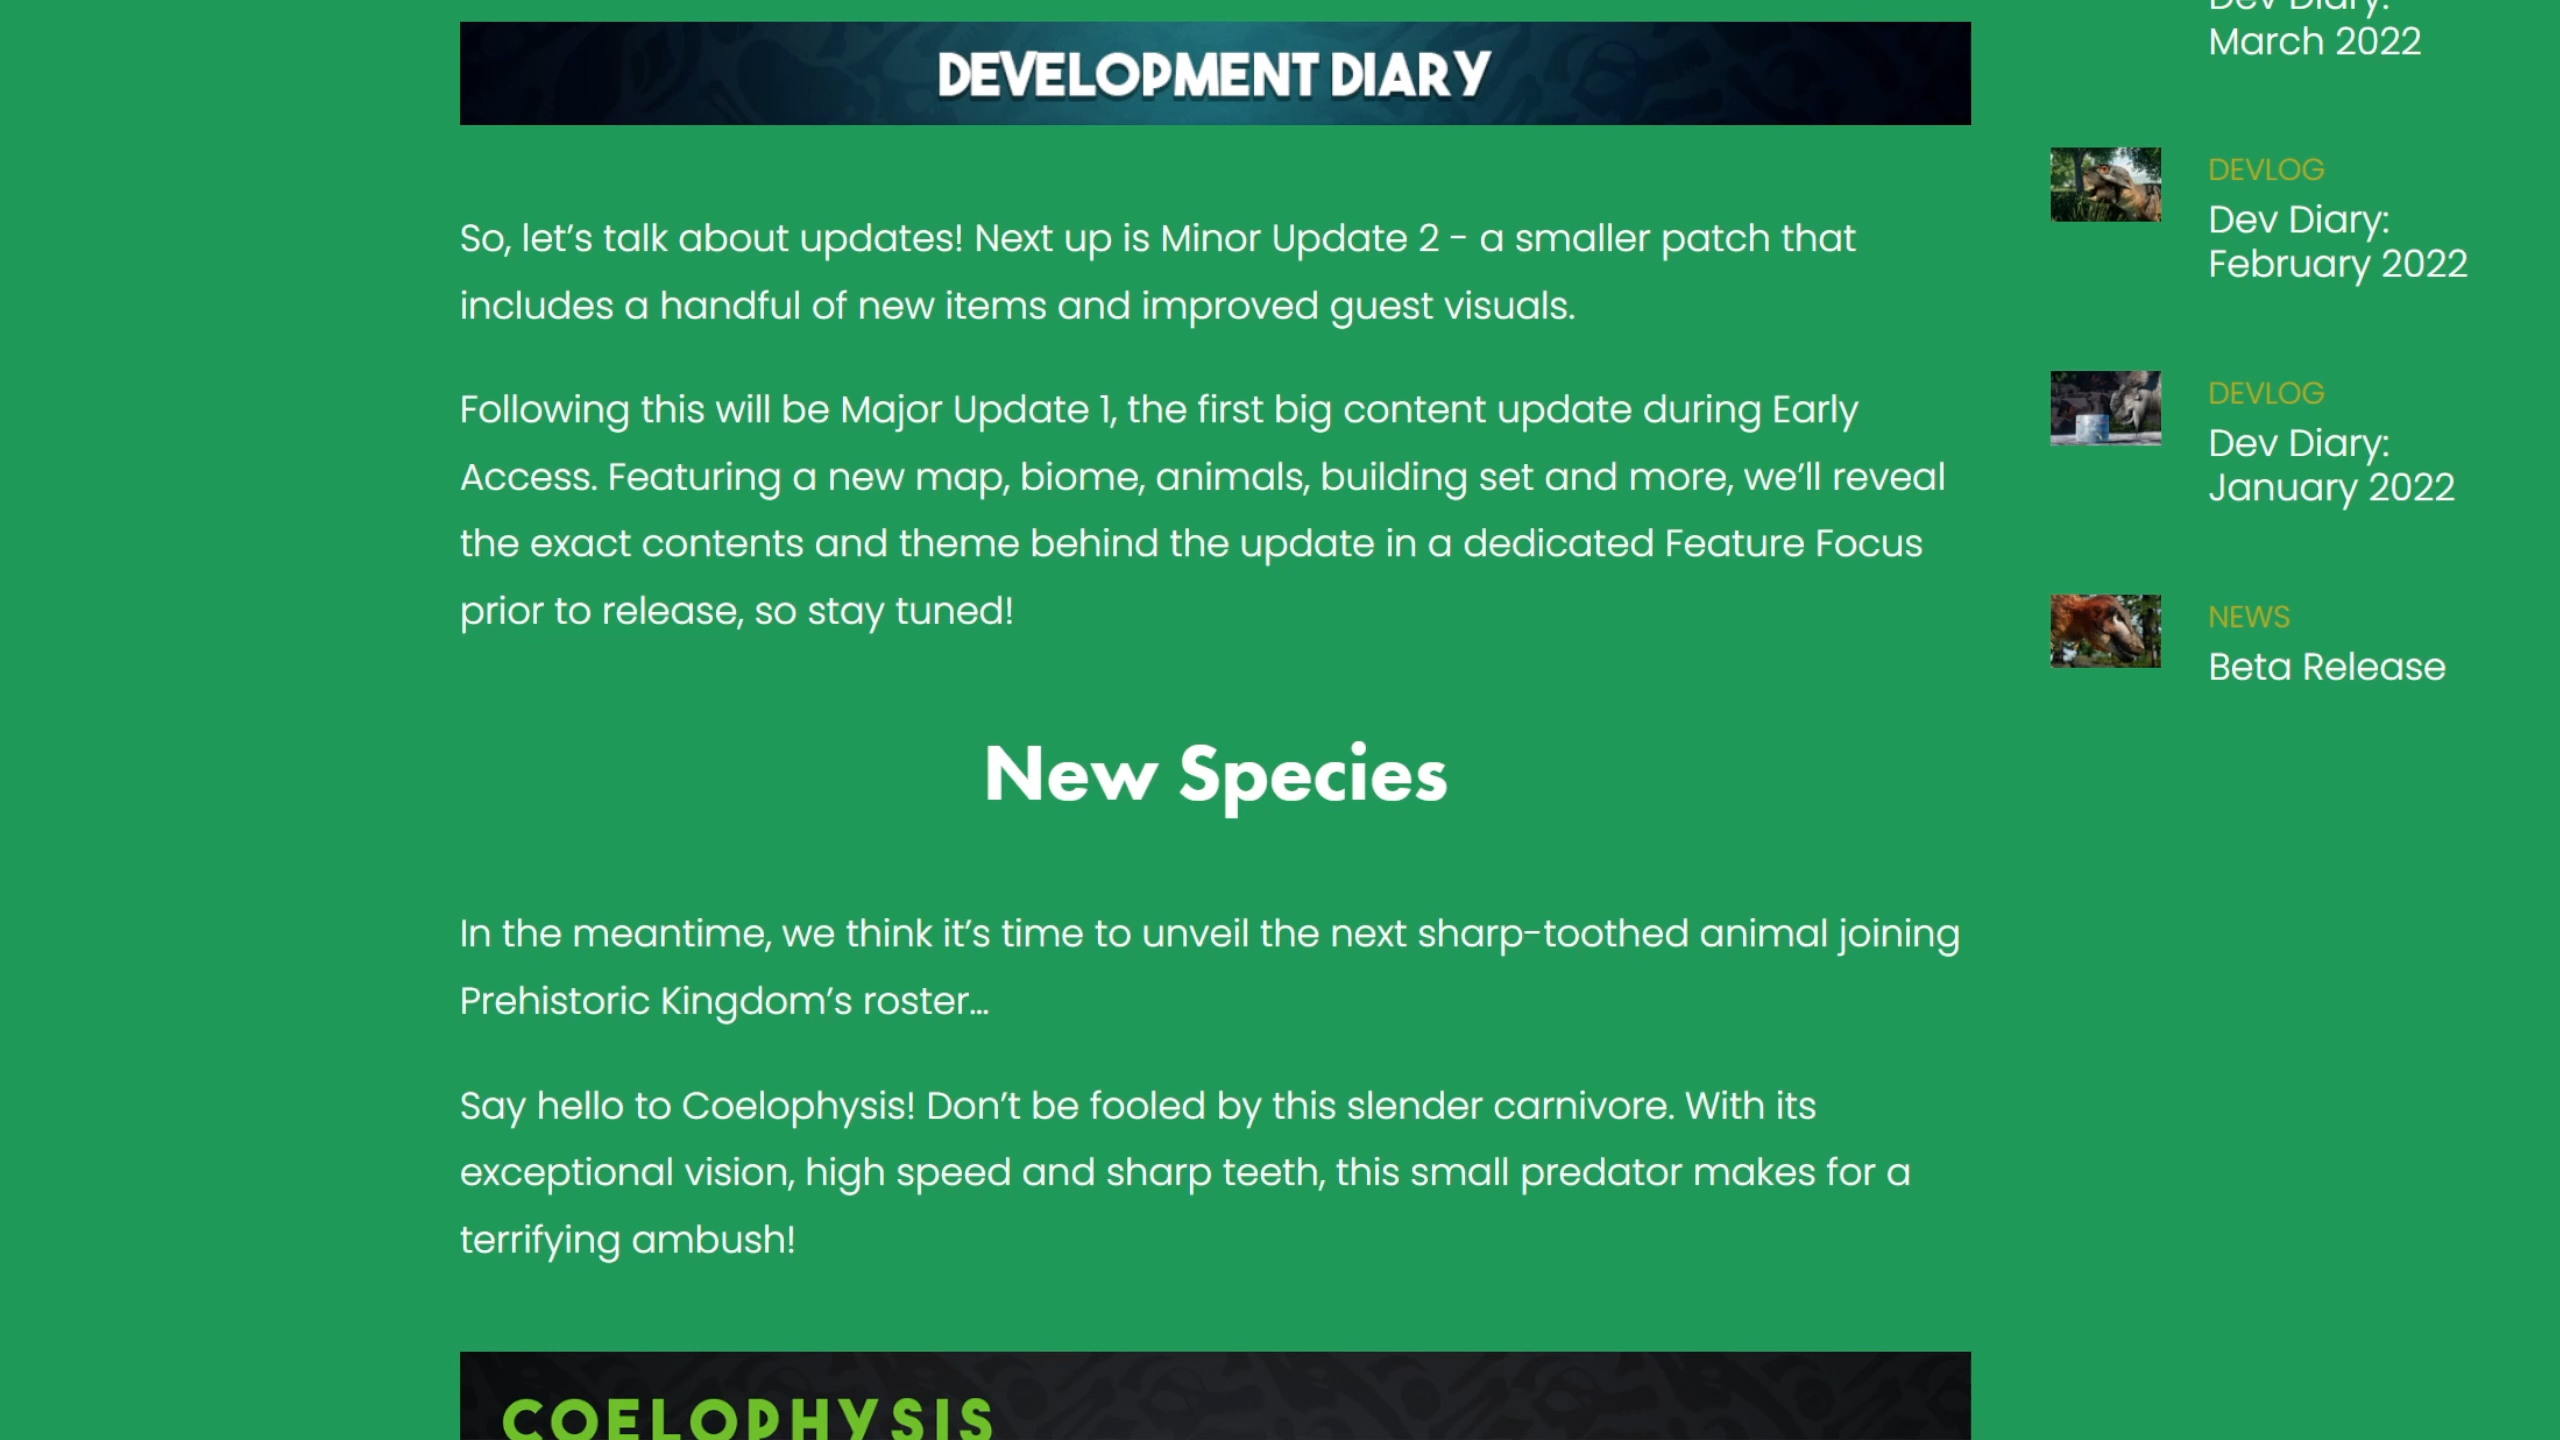 DEVELOPMENT DIARY
So, let’s talk about updates! Next up is Minor Update 2 - a smaller patch that
includes a handful of new items and improved guest visuals.
Following this will be Major Update 1, the first big content update during Early
Access. Featuring a new map, biome, animals, building set and more, we’ll reveal
the exact contents and theme behind the update in a dedicated Feature Focus
prior to release, so stay tuned!
New Species
In the meantime, we think it’s time to unveil the next sharp-toothed animal joining
Prehistoric Kingdom’s roster…
Say hello to Coelophysis! Don’t be fooled by this slender carnivore. With its
exceptional vision, high speed and sharp teeth, this small predator makes for a
terrifying ambush!
COELOPHYSIS
Dev Diary:
March 2022
DEVLOG
Dev Diary:
February 2022
DEVLOG
Dev Diary:
January 2022
NEWS
Beta Release